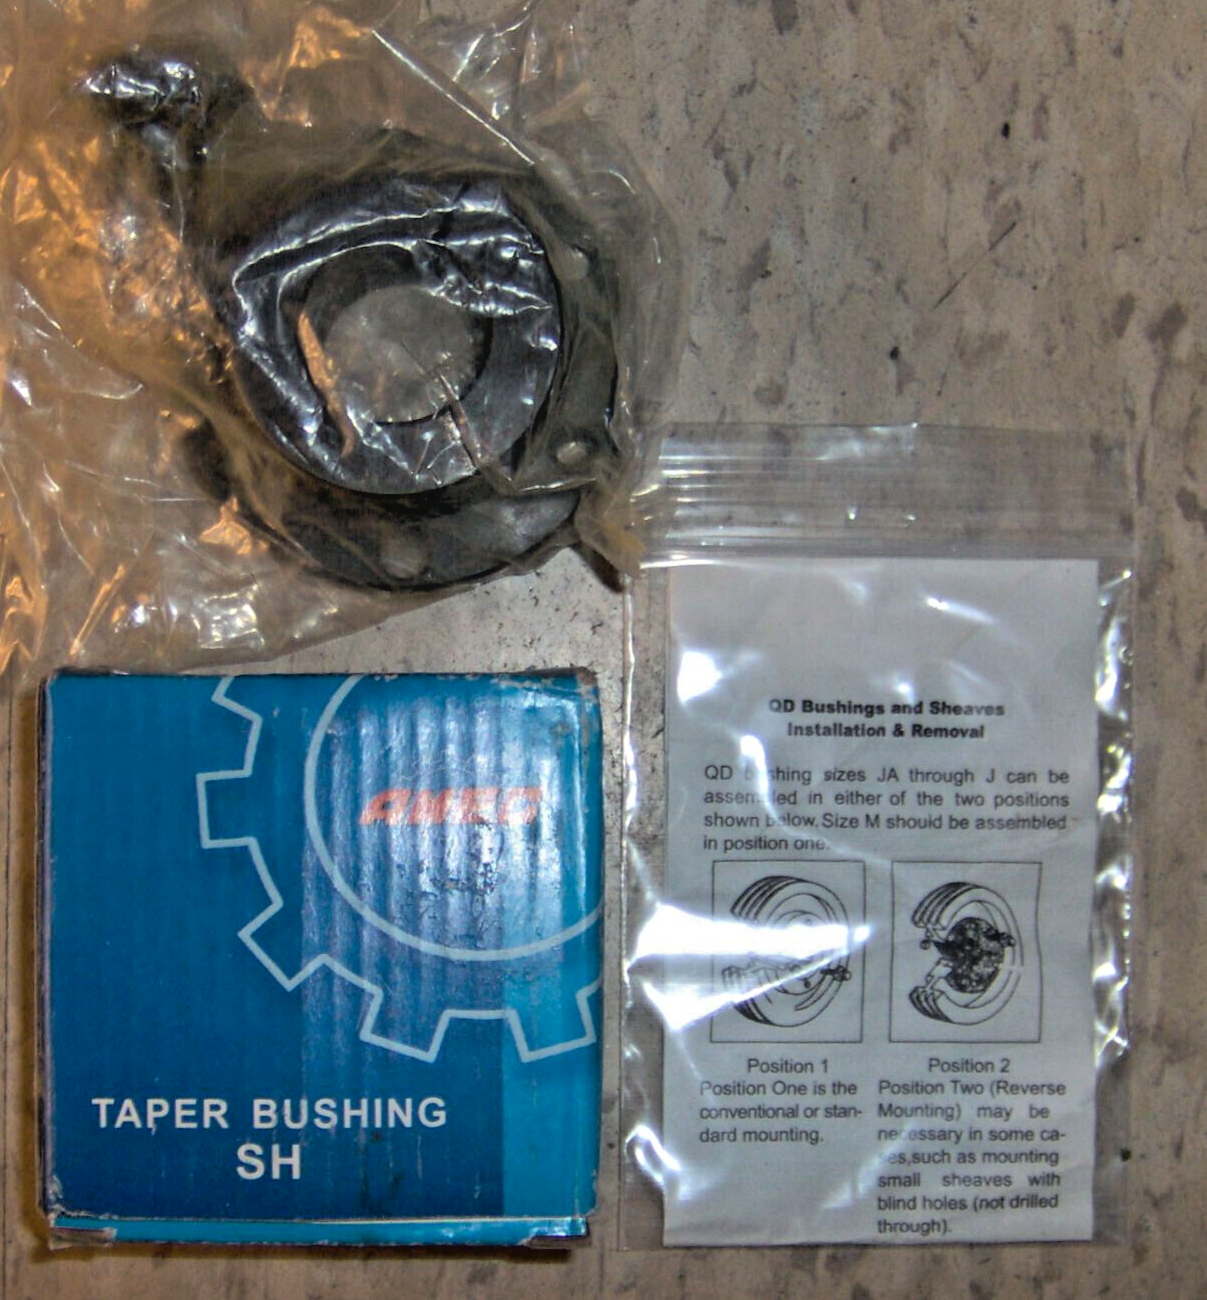 AMEC
TAPER BUSHING
SH
QD Bushings and Sheaves
Installation & Removal
QD Bushing sizes JA through J can be
assembled in either of the two positions
shown below.Size M should be assembled
in position one.
Position 1
Position One is the
conventional or stan-
dard mounting.
Position 2
Position Two (Reverse
Mounting) may be
necessary in some ca-
ses,such as mounting
small sheaves with
blind holes (not drilled
through).